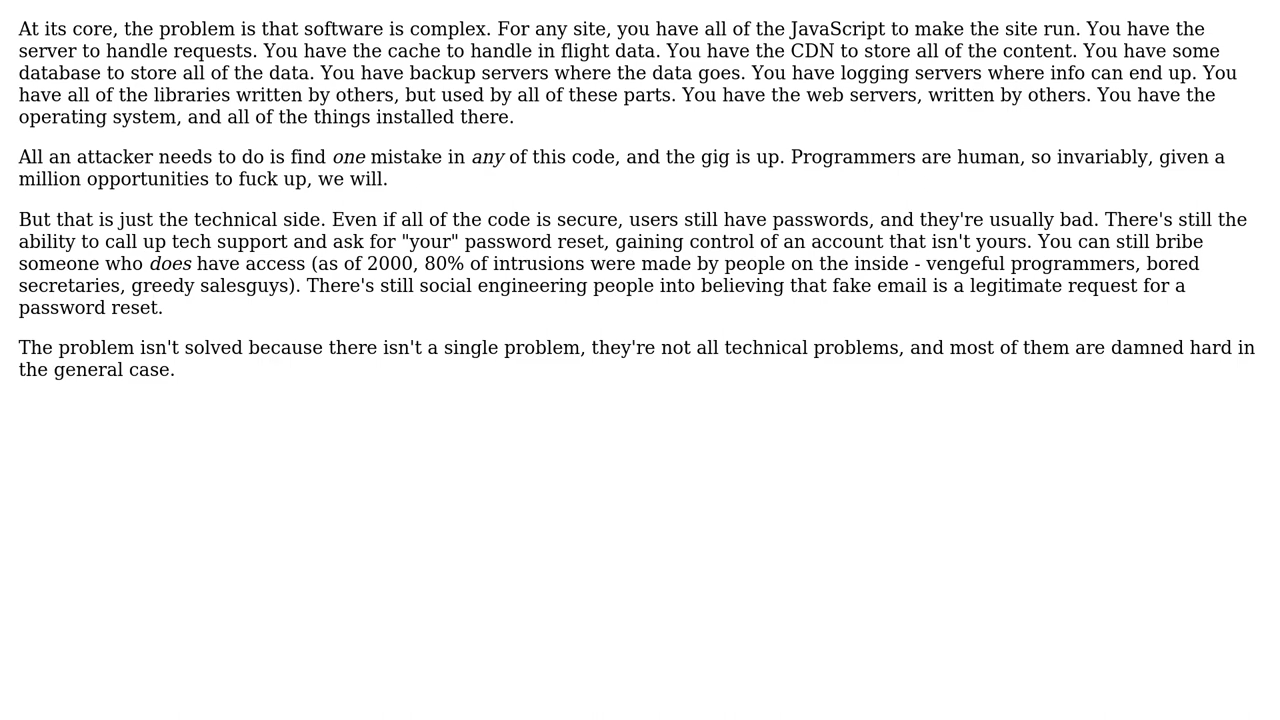 At its core, the problem is that software is complex. For any site, you have all of the JavaScript to make the site run. You have the
server to handle requests. You have the cache to handle in flight data. You have the CDN to store all of the content. You have some
database to store all of the data. You have backup servers where the data goes. You have logging servers where info can end up. You
have all of the libraries written by others, but used by all of these parts. You have the web servers, written by others. You have the
operating system, and all of the things installed there.
All an attacker needs to do is find one mistake in any of this code, and the gig is up. Programmers are human, so invariably, given a
million opportunities to fuck up, we will.
But that is just the technical side. Even if all of the code is secure, users still have passwords, and they're usually bad. There's still the
ability to call up tech support and ask for "your" password reset, gaining control of an account that isn't yours. You can still bribe
someone who does have access (as of 2000, 80% of intrusions were made by people on the inside - vengeful programmers, bored
secretaries, greedy salesguys). There's still social engineering people into believing that fake email is a legitimate request for a
password reset.
The problem isn't solved because there isn't a single problem, they're not all technical problems, and most of them are damned hard in
the general case.